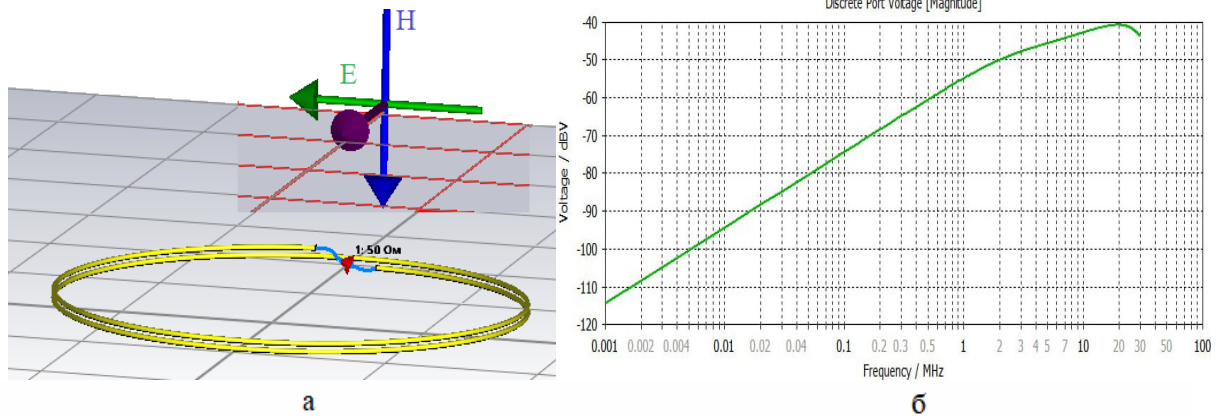 H
E
1: 50 Ом
а
Discrete Port Voltage [Magnitude]
-40
-50
-60
-70
-80
-90
-100
-110
-120
Voltage / dBV
0.001 0.002 0.004 0.01 0.02 0.04 0.1 0.2 0.3 0.5 1 2 3 4 5 7 10 20 30 50 100
Frequency / MHz
б